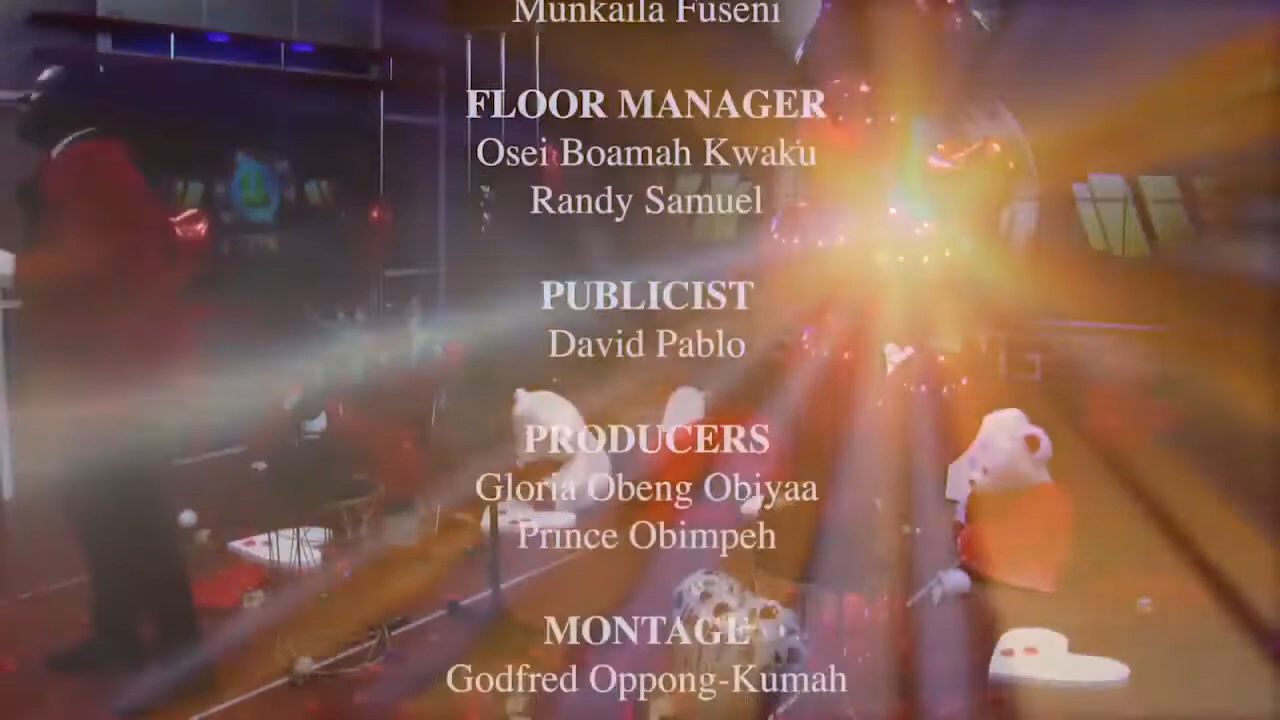 Munkaila Fuseni
FLOOR MANAGER
Osei Boamah Kwaku
Randy Samuel
PUBLICIST
David Pablo
PRODUCERS
Gloria Obeng Obiyaa
Prince Obimpeh
MONTAGE
Godfred Oppong-Kumah